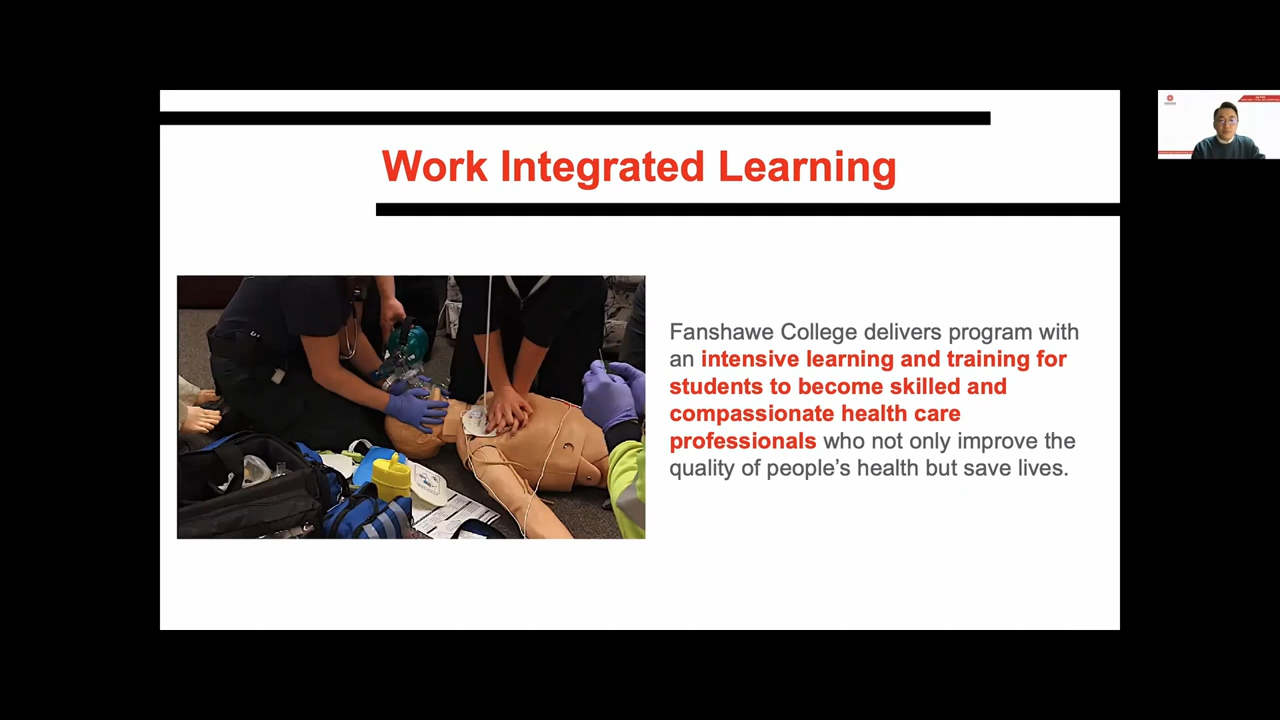 Work Integrated Learning
Fanshawe College delivers program with
an intensive learning and training for
students to become skilled and
compassionate health care
professionals who not only improve the
quality of people’s health but save lives.